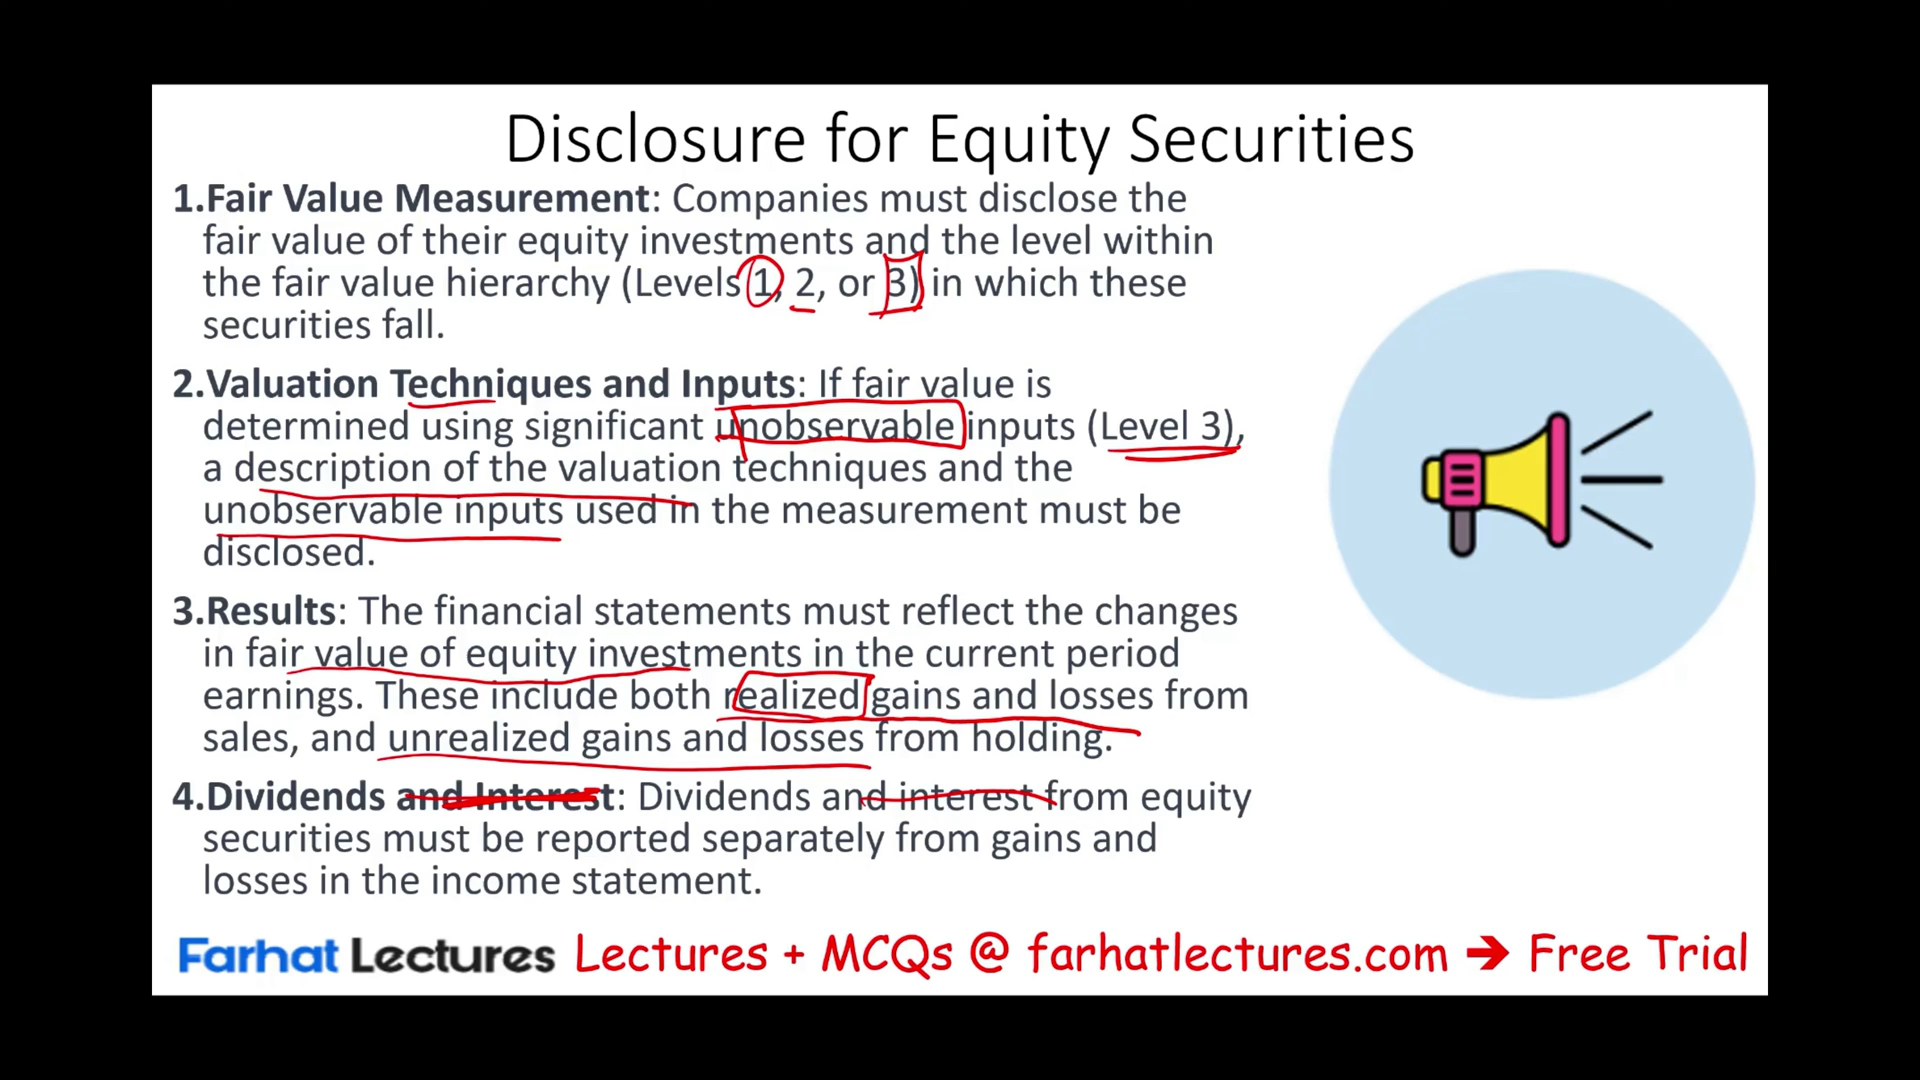 Disclosure for Equity Securities
1.Fair Value Measurement: Companies must disclose the
fair value of their equity investments and the level within
the fair value hierarchy (Levels 1, 2, or 3) in which these
securities fall.
2.Valuation Techniques and Inputs: If fair value is
determined using significant unobservable inputs (Level 3),
a description of the valuation techniques and the
unobservable inputs used in the measurement must be
disclosed.
3.Results: The financial statements must reflect the changes
in fair value of equity investments in the current period
earnings. These include both realized gains and losses from
sales, and unrealized gains and losses from holding.
4.Dividends and Interest: Dividends and interest from equity
securities must be reported separately from gains and
losses in the income statement.
Farhat Lectures Lectures + MCQs @ farhatlectures.com → Free Trial